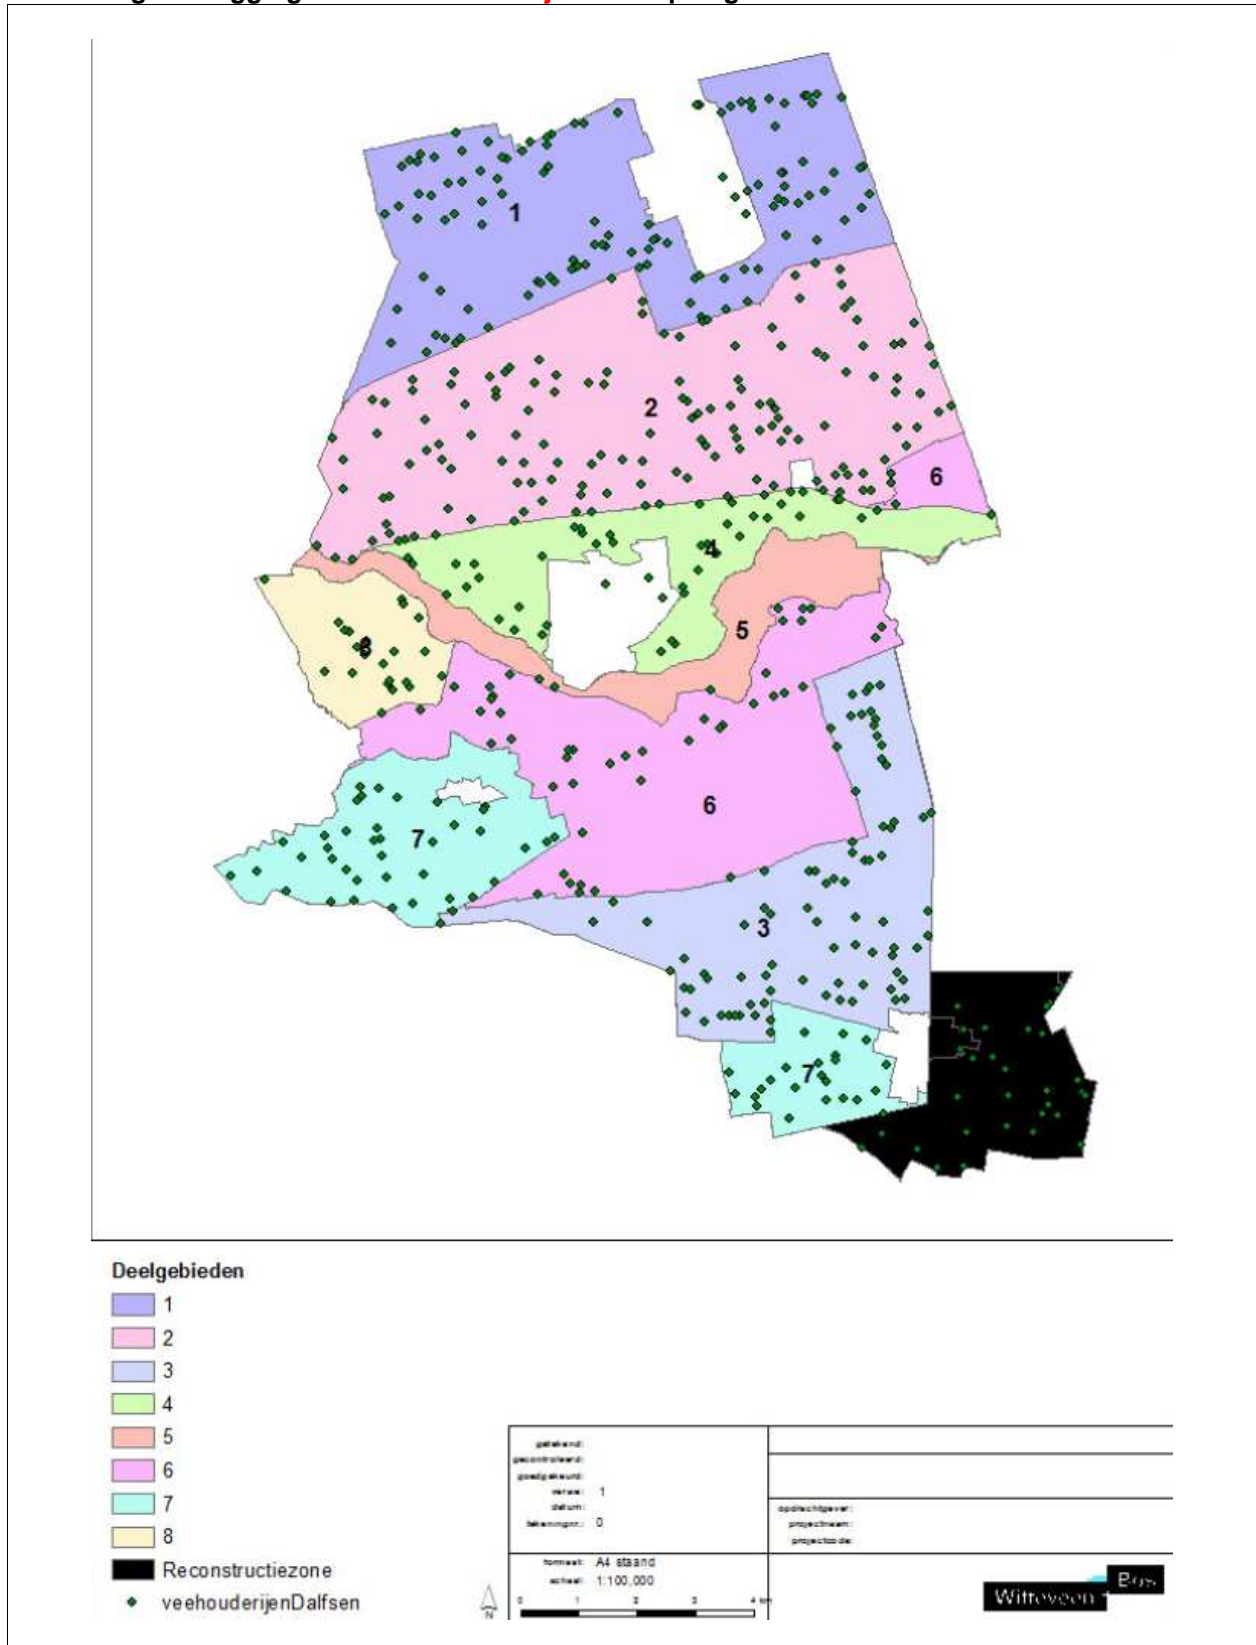 1
2
6
4
5
8
6
7
3
7
Deelgebieden
1
2
3
4
5
6
7
8
Reconstructiezone
veehouderijenDalfsen
getekend:
gecontroleerd:
goedgekeurd:
versie: 1
datum:
tekeningnr.: 0
opdrachtgever:
projectnaam:
projectcode:
formaat: A4 staand
schaal: 1:100,000
0 1 2 3 4 km
N
Witteveen
Bos